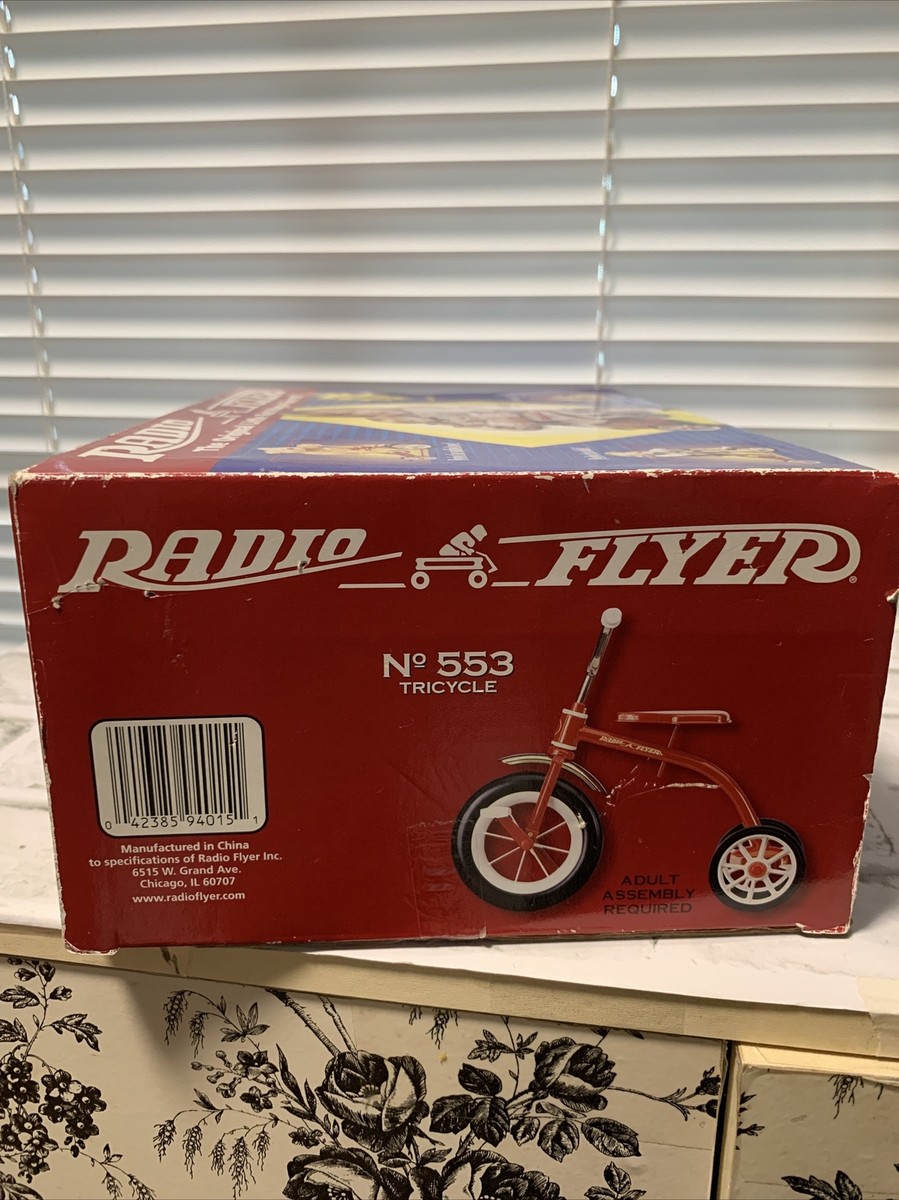 RADIO FLYER®
Nº 553
TRICYCLE
RADIO FLYER
0 42385 94015 1
Manufactured in China
to specifications of Radio Flyer Inc.
6515 W. Grand Ave.
Chicago, IL 60707
www.radioflyer.com
ADULT
ASSEMBLY
REQUIRED